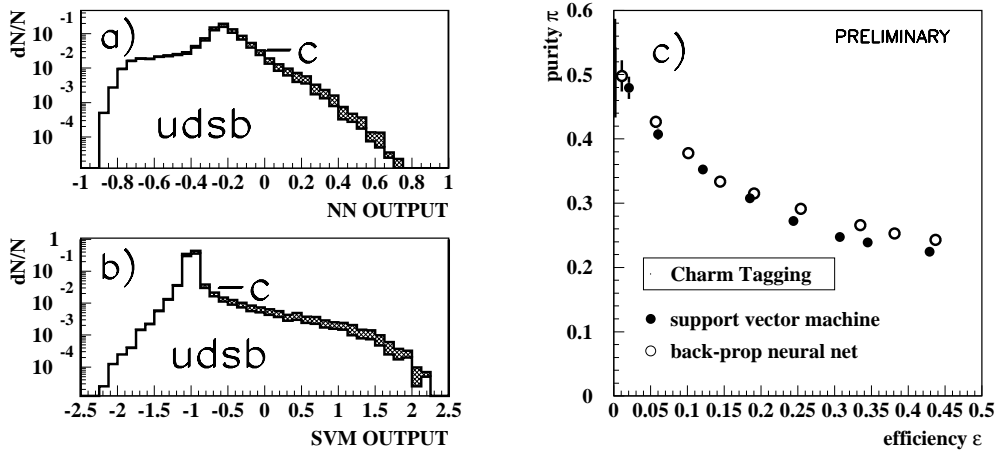 dN/N
10^-1
10^-2
10^-3
10^-4
10^-4
a)
c
udsb
-1 -0.8 -0.6 -0.4 -0.2 0 0.2 0.4 0.6 0.8 1
NN OUTPUT
dN/N
1
10^-1
10^-2
10^-3
10^-4
b)
c
udsb
-2.5 -2 -1.5 -1 -0.5 0 0.5 1 1.5 2 2.5
SVM OUTPUT
purity π
0.6
0.5
0.4
0.3
0.2
0.1
0
c)
PRELIMINARY
Charm Tagging
support vector machine
back-prop neural net
0 0.05 0.1 0.15 0.2 0.25 0.3 0.35 0.4 0.45 0.5
efficiency ε